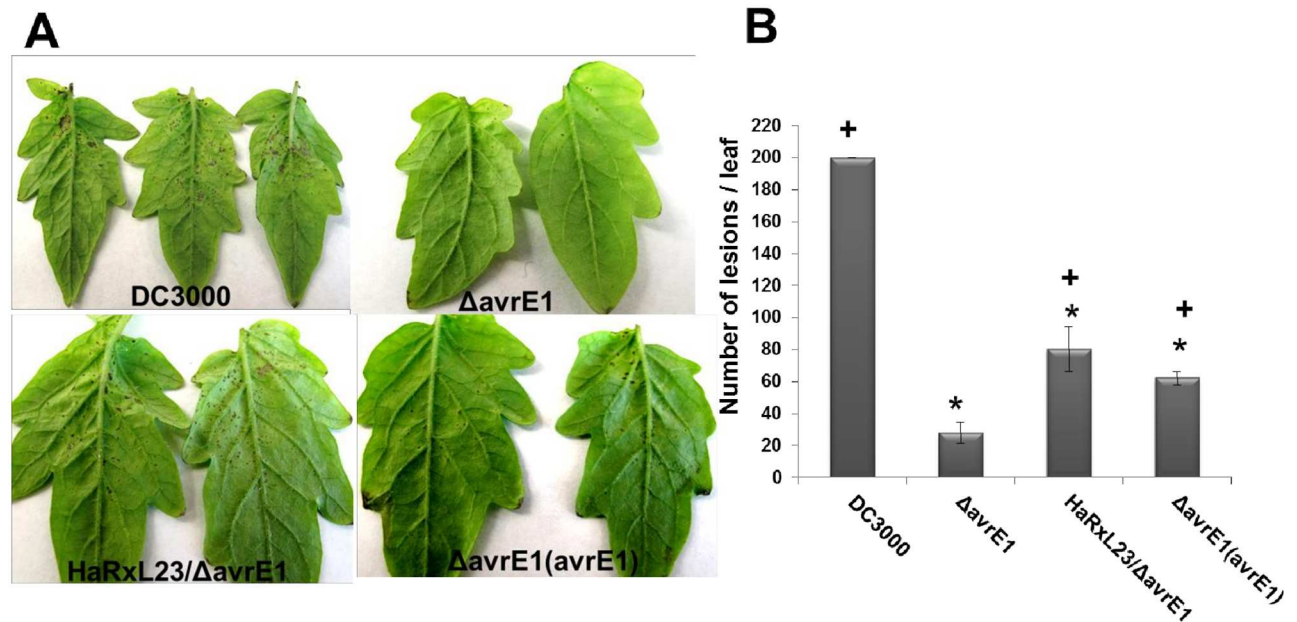 A
DC3000
ΔavrE1
HaRxL23/ΔavrE1
ΔavrE1(avrE1)
B
Number of lesions / leaf
220
200
180
160
140
120
100
80
60
40
20
0
+
*
+
*
+
*
DC3000
ΔavrE1
HaRxL23/ΔavrE1
ΔavrE1(avrE1)